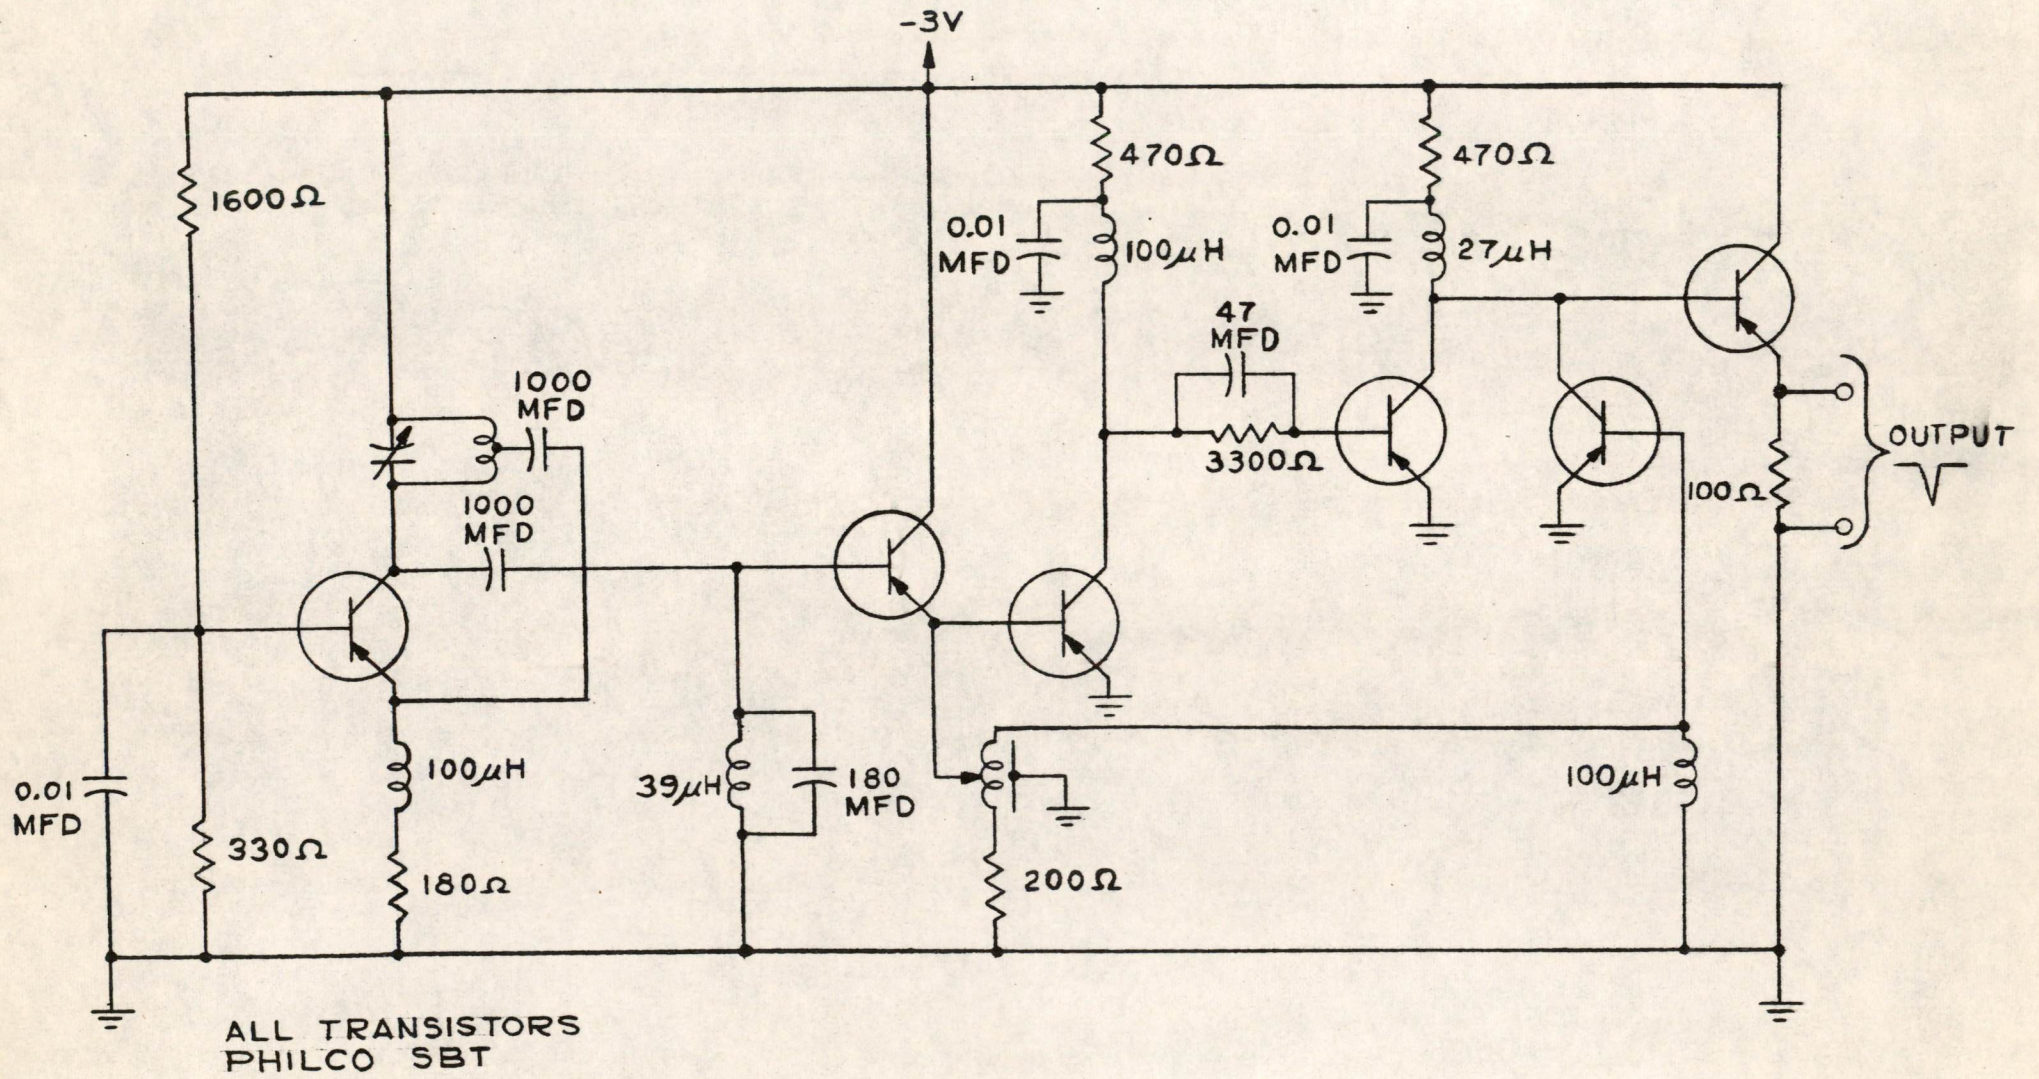 -3V
1600Ω
470Ω
470Ω
0.01
MFD
100µH
0.01
MFD
27µH
47
MFD
3300Ω
1000
MFD
1000
MFD
OUTPUT
100Ω
100µH
39µH
180
MFD
100µH
0.01
MFD
330Ω
180Ω
200Ω
ALL TRANSISTORS
PHILCO SBT